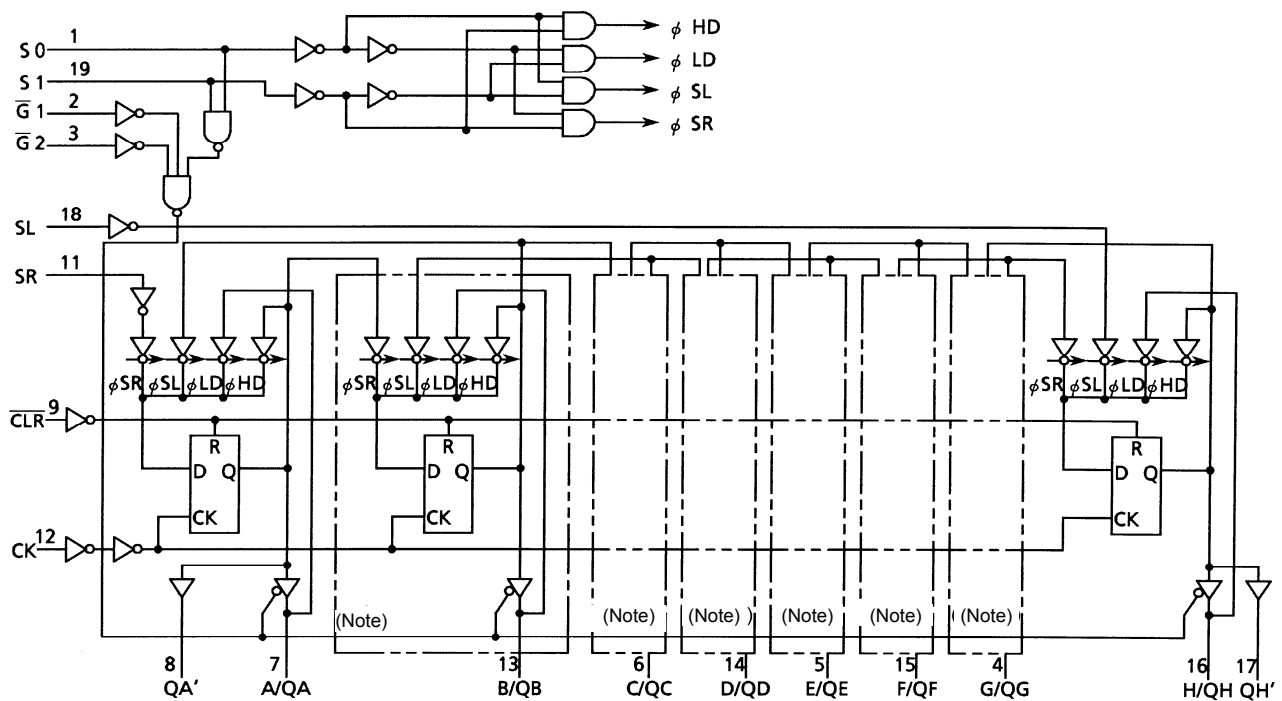 S0 1
S1 19
G̅1 2
G̅2 3
φ HD
φ LD
φ SL
φ SR
SL 18
SR 11
φSR φSL φLD φHD
φSR φSL φLD φHD
φSR φSL φLD φHD
C̅L̅R̅ 9
R
D Q
CK
R
D Q
CK
R
D Q
CK
CK 12
(Note)
(Note)
(Note) )
(Note)
(Note)
(Note)
8 7 13 6 14 5 15 4 16 17
QA' A/QA B/QB C/QC D/QD E/QE F/QF G/QG H/QH QH'